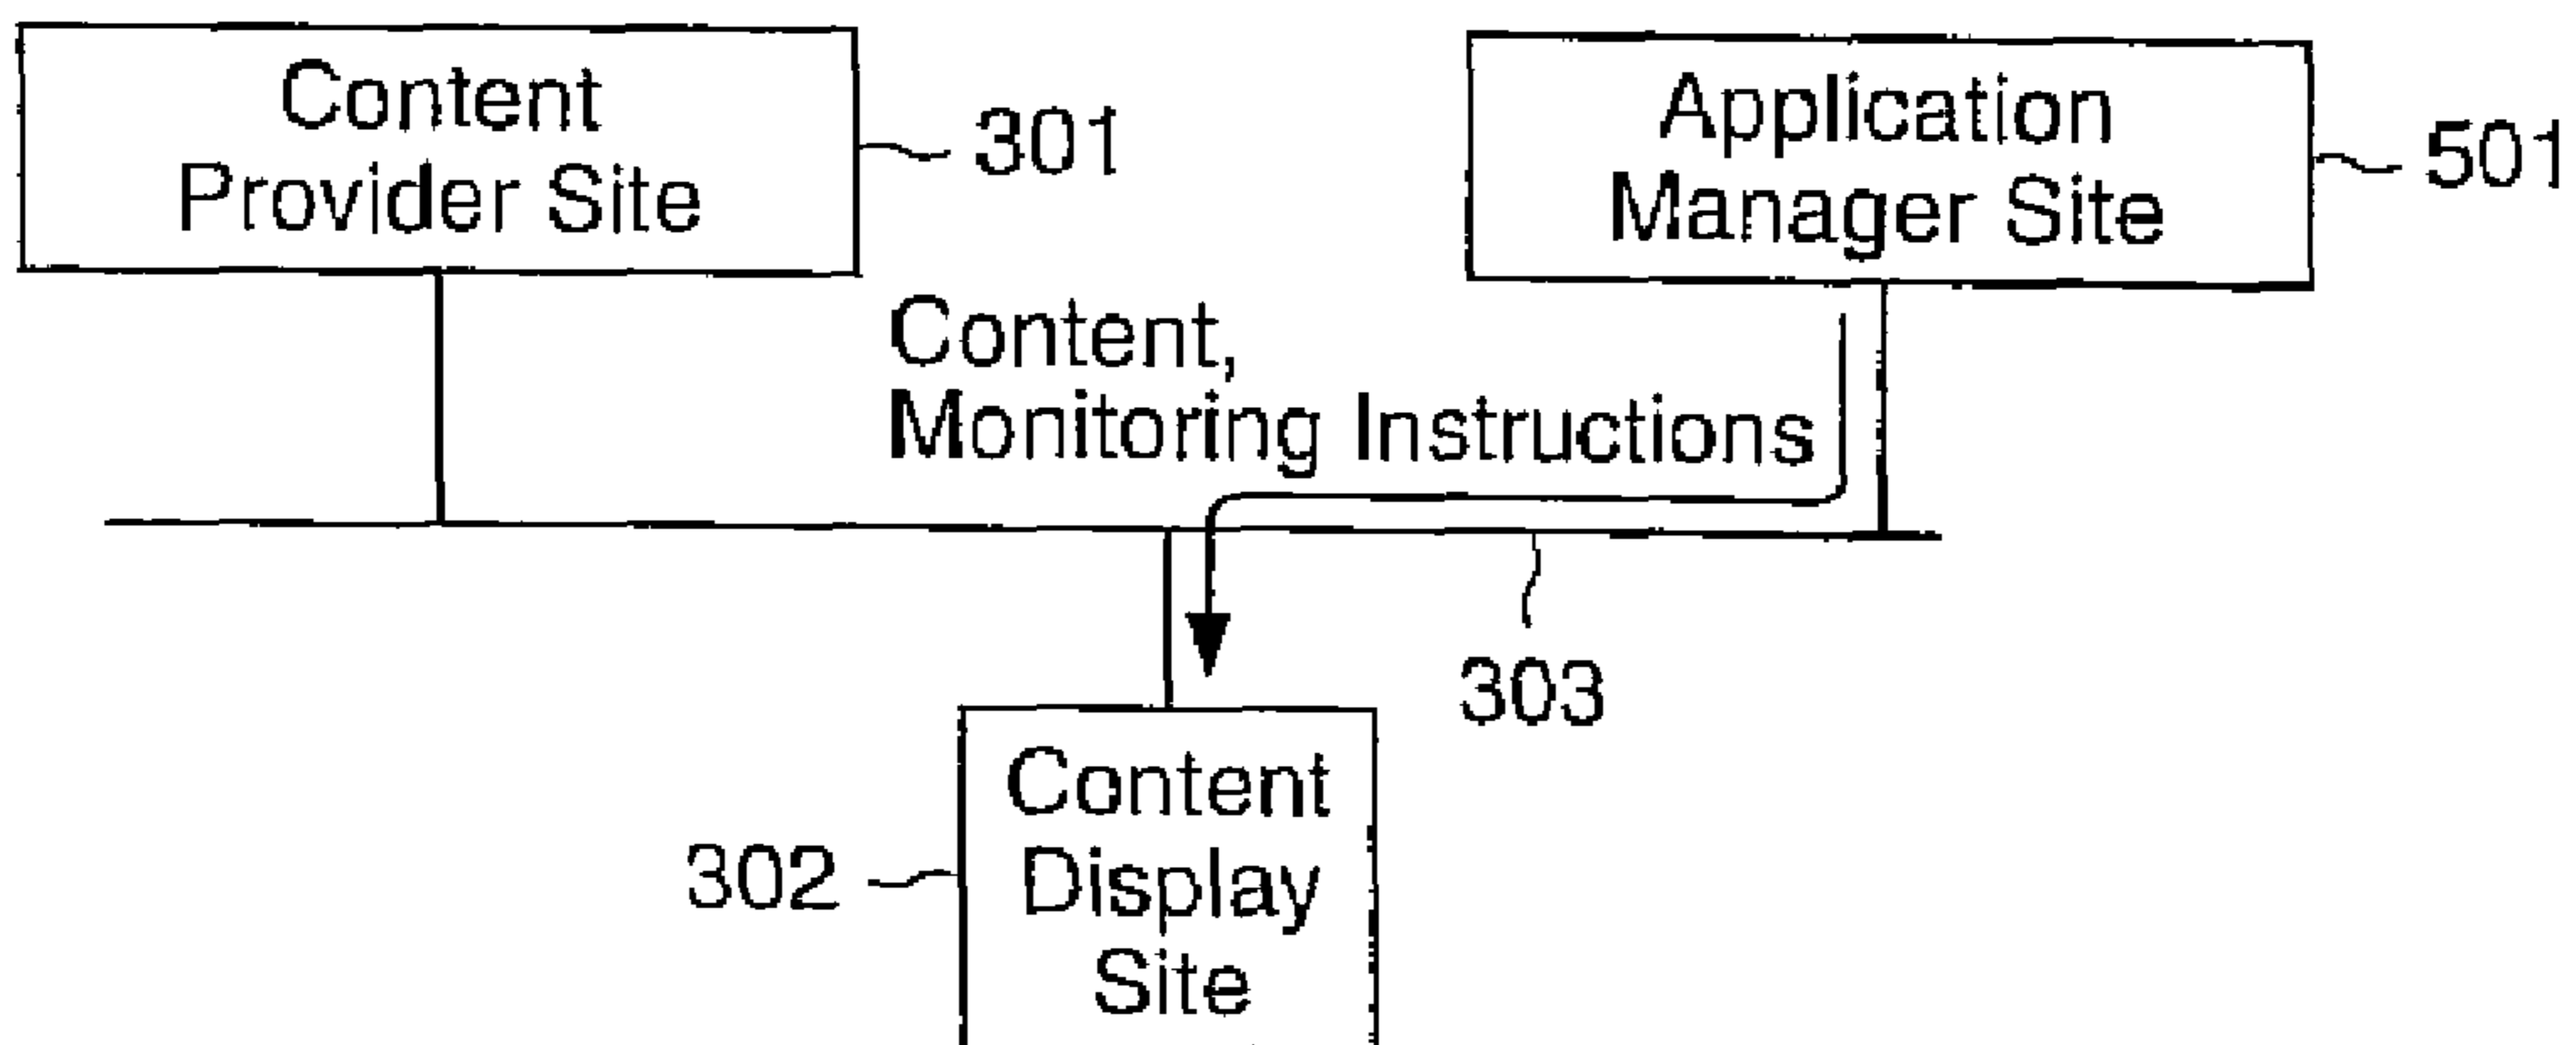 Content
Provider Site
301
Application
Manager Site
501
Content,
Monitoring Instructions
303
302
Content
Display
Site